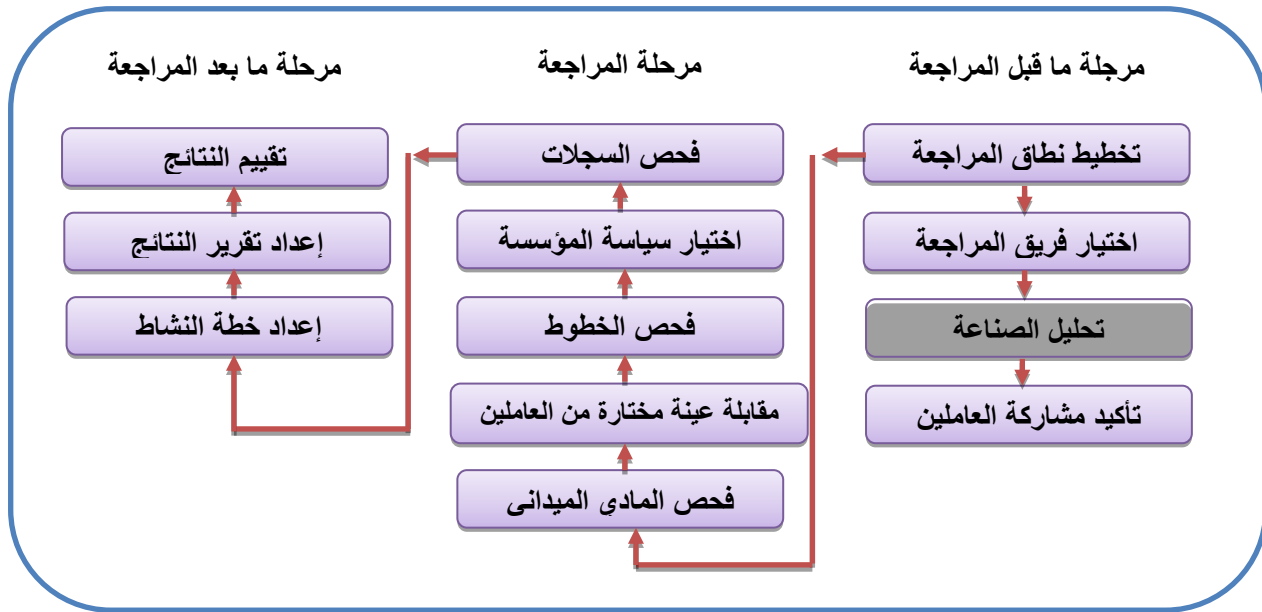 مرجلة ما قبل المراجعة
تخطيط نطاق المراجعة
اختيار فريق المراجعة
تحليل الصناعة
تأكيد مشاركة العاملين
مرحلة المراجعة
فحص السجلات
اختيار سياسة المؤسسة
فحص الخطوط
مقابلة عينة مختارة من العاملين
فحص المادي الميداني
مرحلة ما بعد المراجعة
تقييم النتائج
إعداد تقرير النتائج
إعداد خطة النشاط